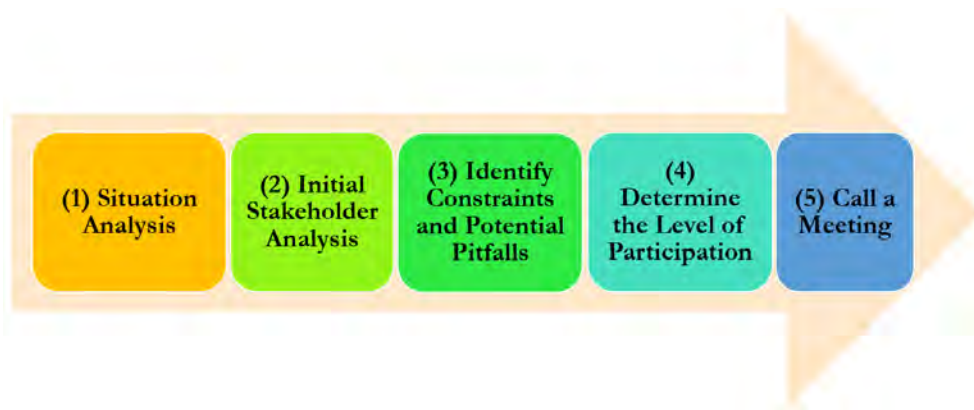 (1) Situation
Analysis
(2) Initial
Stakeholder
Analysis
(3) Identify
Constraints
and Potential
Pitfalls
(4)
Determine
the Level of
Participation
(5) Call a
Meeting